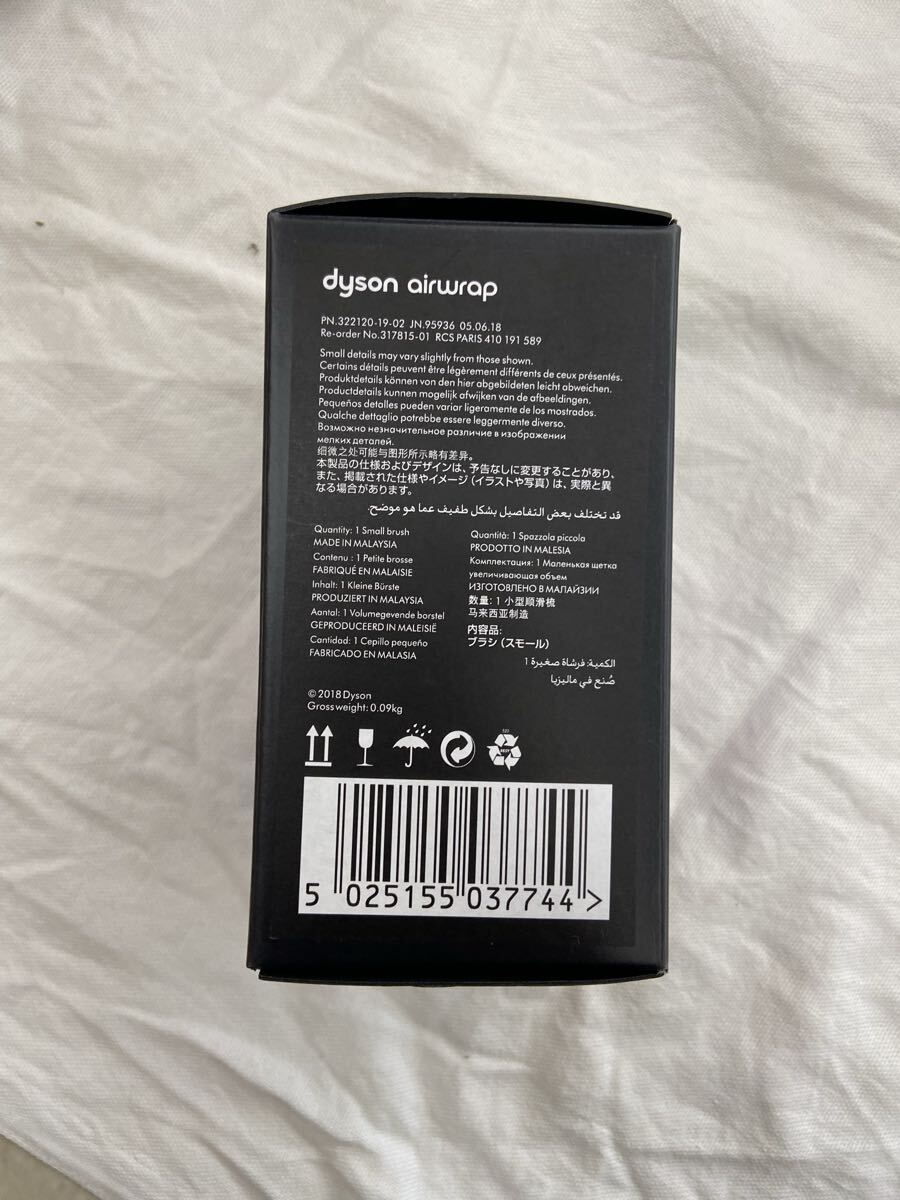 dyson airwrap
PN.322120-19-02 JN.95936 05.06.18
Re-order No.317815-01 RCS PARIS 410 191 589
Small details may vary slightly from those shown.
Certains détails peuvent être légèrement différents de ceux présentés.
Produktdetails können von den hier abgebildeten leicht abweichen.
Productdetails kunnen mogelijk afwijken van de afbeeldingen.
Pequeños detalles pueden variar ligeramente de los mostrados.
Qualche dettaglio potrebbe essere leggermente diverso.
Возможно незначительное различие в изображении
мелких деталей.
细微之处可能与图形所示略有差异。
本製品の仕様およびデザインは、予告なしに変更することがあり、
また、掲載された仕様やイメージ（イラストや写真）は、実際と異
なる場合があります。
قد تختلف بعض التفاصيل بشكل طفيف عما هو موضح.
Quantity: 1 Small brush
MADE IN MALAYSIA
Contenu : 1 Petite brosse
FABRIQUÉ EN MALAISIE
Inhalt: 1 Kleine Bürste
PRODUZIERT IN MALAYSIA
Aantal: 1 Volumegevende borstel
GEPRODUCEERD IN MALEISIË
Cantidad: 1 Cepillo pequeño
FABRICADO EN MALASIA
Quantità: 1 Spazzola piccola
PRODOTTO IN MALESIA
Комплектация: 1 Маленькая щетка
увеличивающая объем
ИЗГОТОВЛЕНО В МАЛАЙЗИИ
数量: 1 小型顺滑梳
马来西亚制造
内容品:
ブラシ（スモール）
الكمية: فرشاة صغيرة 1
صُنع في ماليزيا
© 2018 Dyson
Gross weight: 0.09kg
5 025155 037744 >